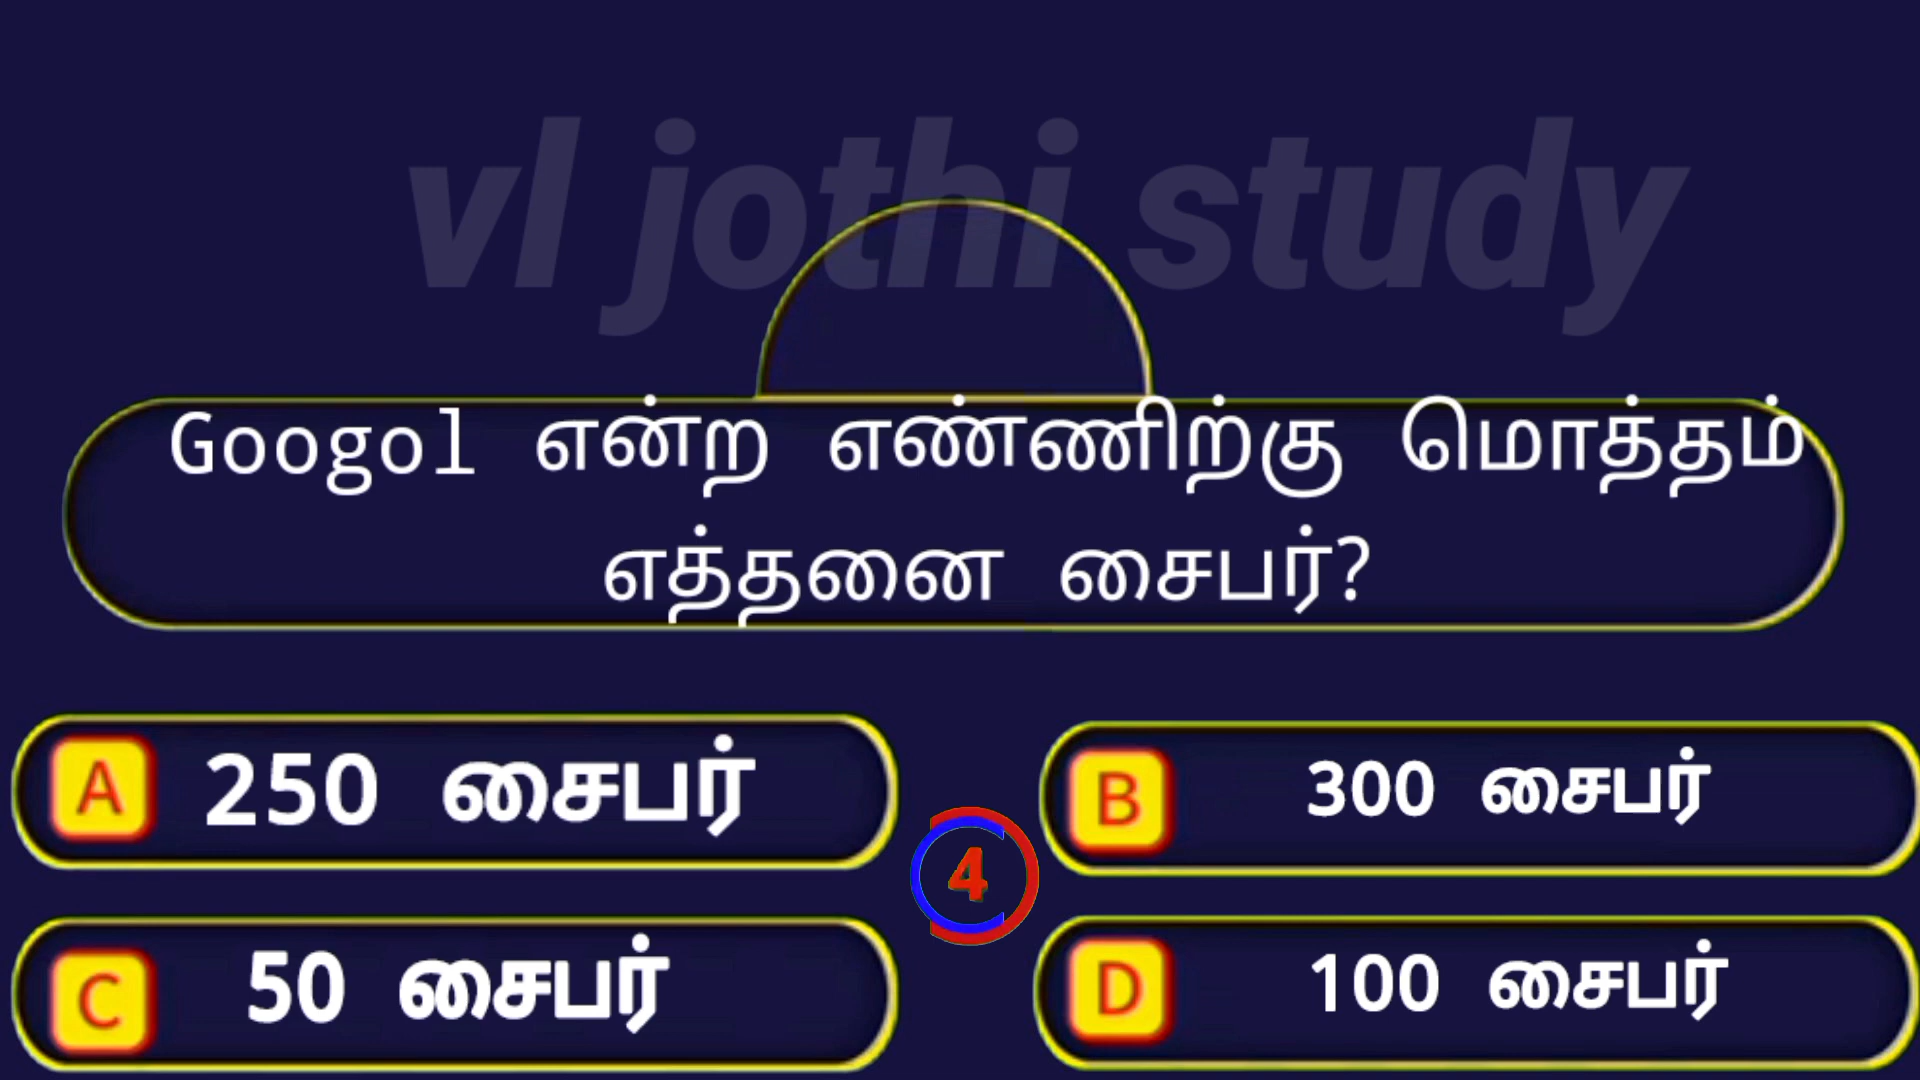 vl jothi study
Googol என்ற எண்ணிற்கு மொத்தம்
எத்தனை சைபர்?
A 250 சைபர்
B 300 சைபர்
4
C 50 சைபர்
D 100 சைபர்